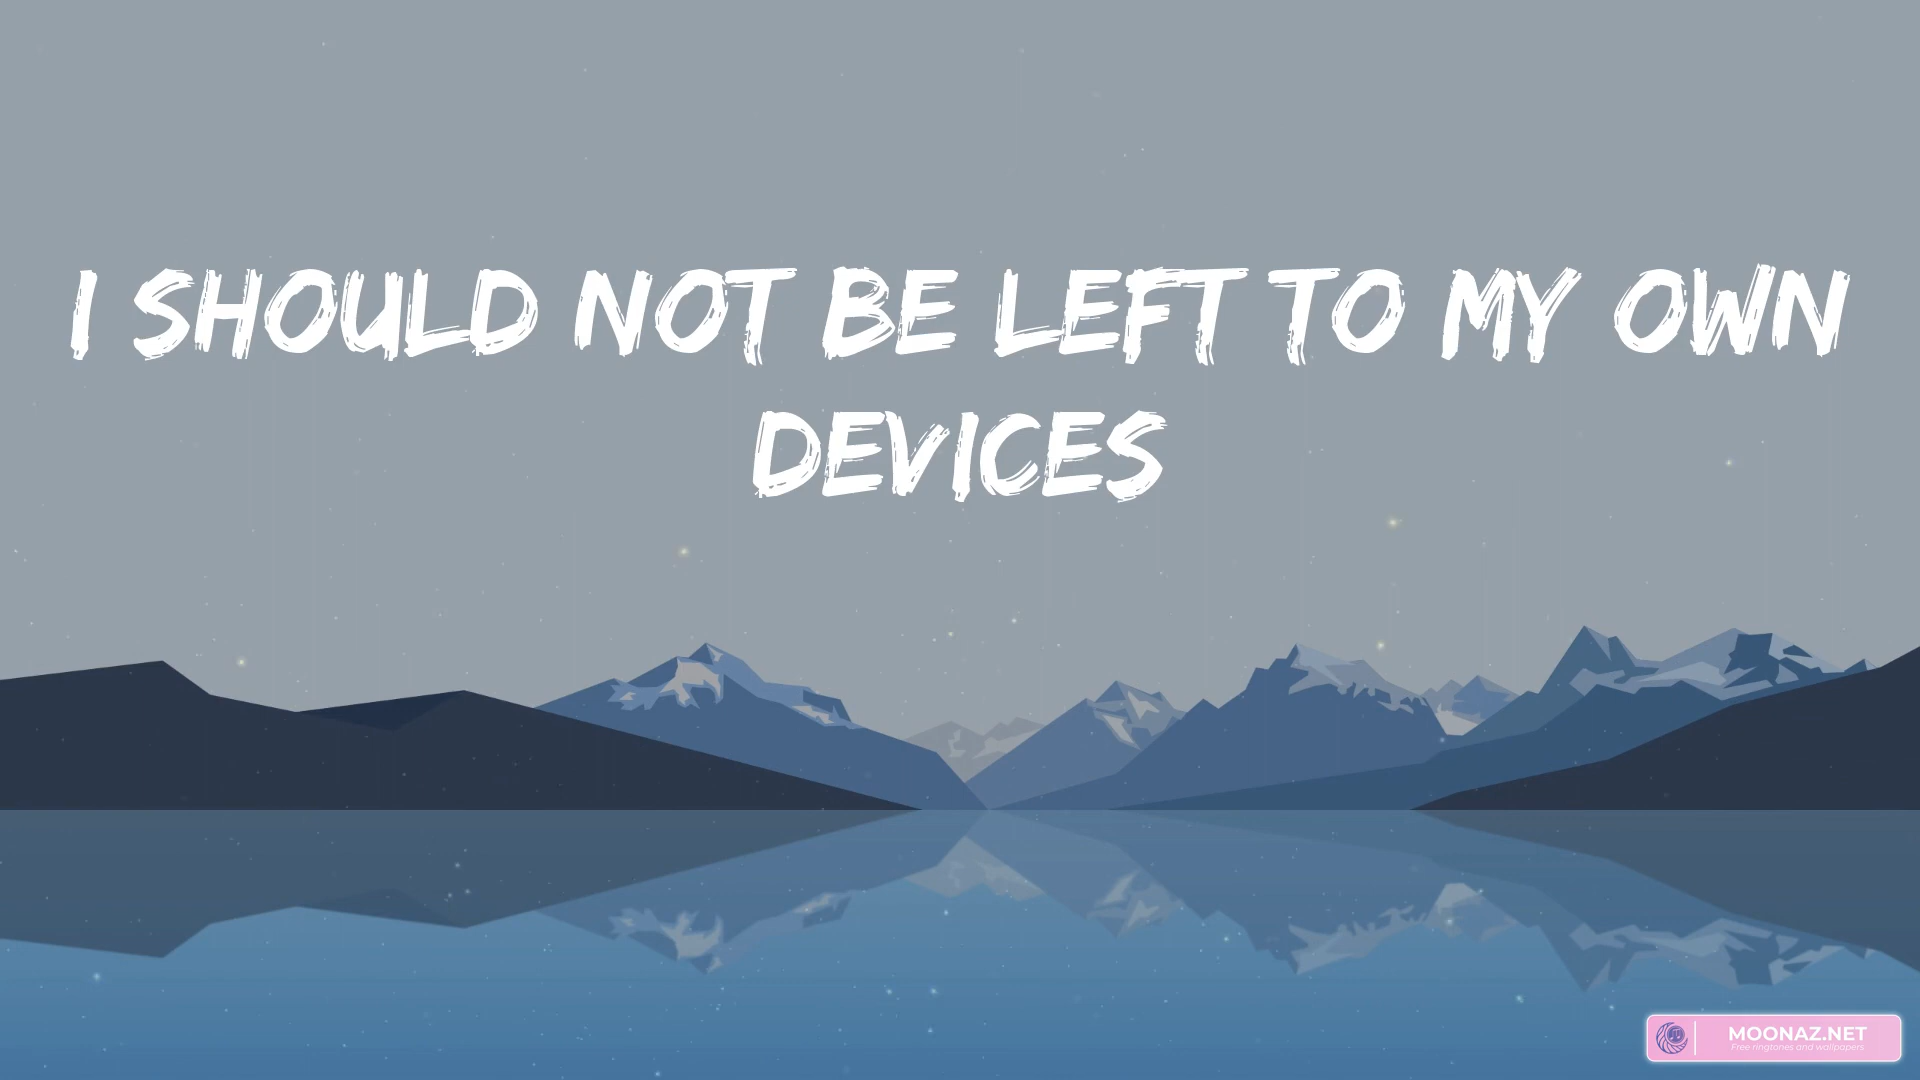 I SHOULD NOT BE LEFT TO MY OWN
DEVICES
MOONAZ.NET
Free ringtones and wallpapers